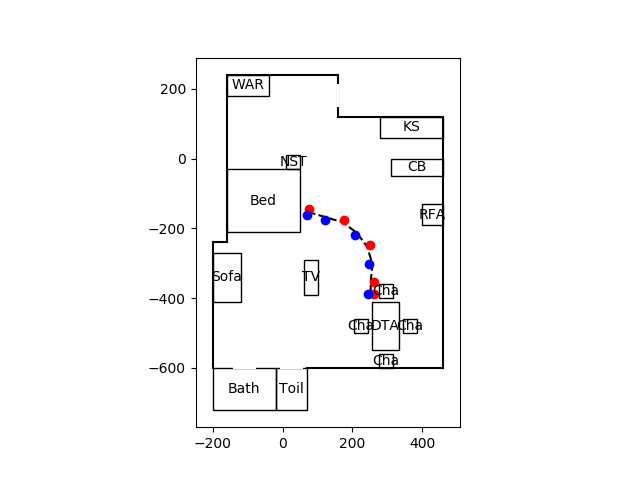 WAR
200
KS
0
NST
CB
Bed
RFA
−200
Sofa
TV
Cha
−400
Cha
DTA
Cha
Cha
−600
Bath
Toil
−200
0
200
400